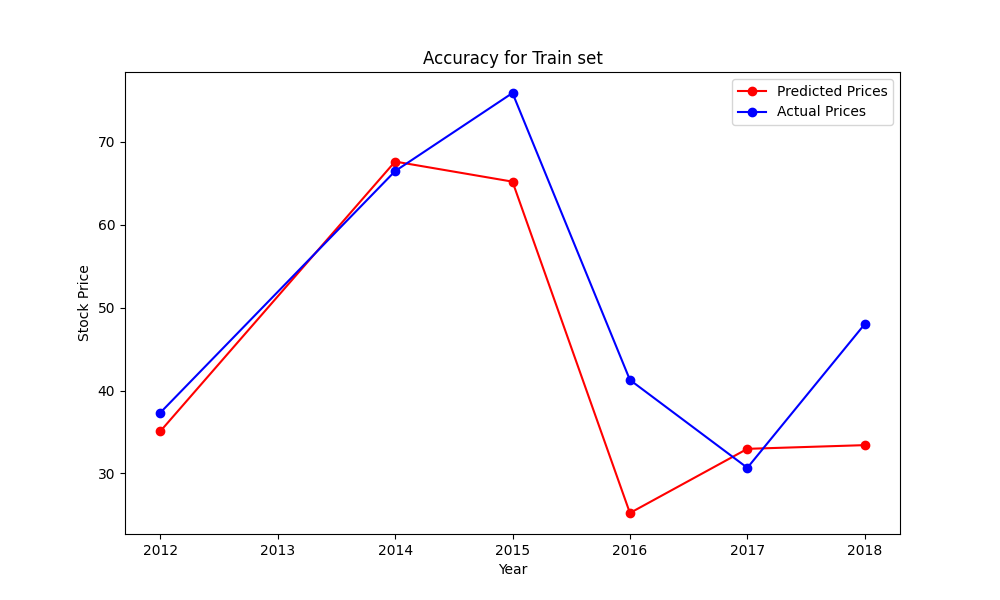 Accuracy for Train set
Predicted Prices
Actual Prices
70
60
50
40
30
Stock Price
2012 2013 2014 2015 2016 2017 2018
Year